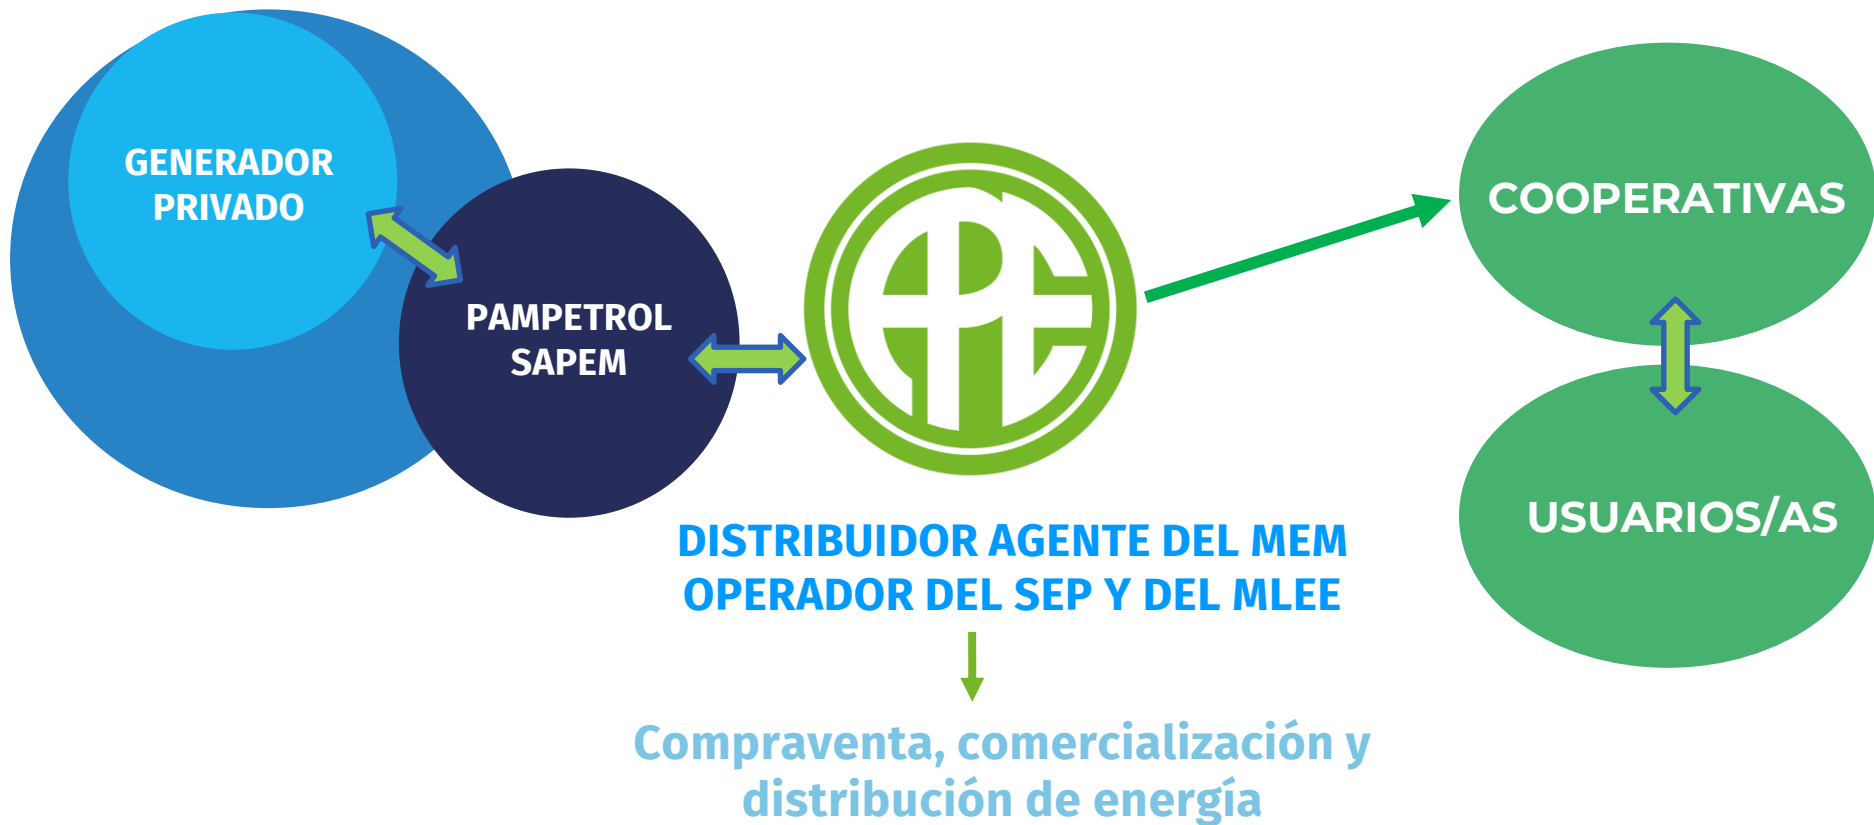 GENERADOR
PRIVADO
PAMPETROL
SAPEM
APE
COOPERATIVAS
USUARIOS/AS
DISTRIBUIDOR AGENTE DEL MEM
OPERADOR DEL SEP Y DEL MLEE
Compraventa, comercialización y
distribución de energía